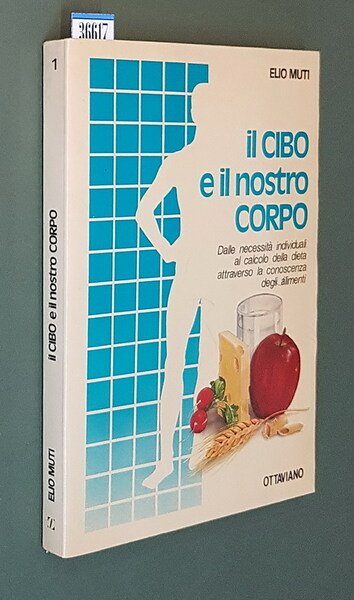 36617
ELIO MUTI
il CIBO
e il nostro
CORPO
Dalle necessità individuali
al calcolo della dieta
attraverso la conoscenza
degli alimenti
OTTAVIANO
1
il CIBO e il nostro CORPO
ELIO MUTI